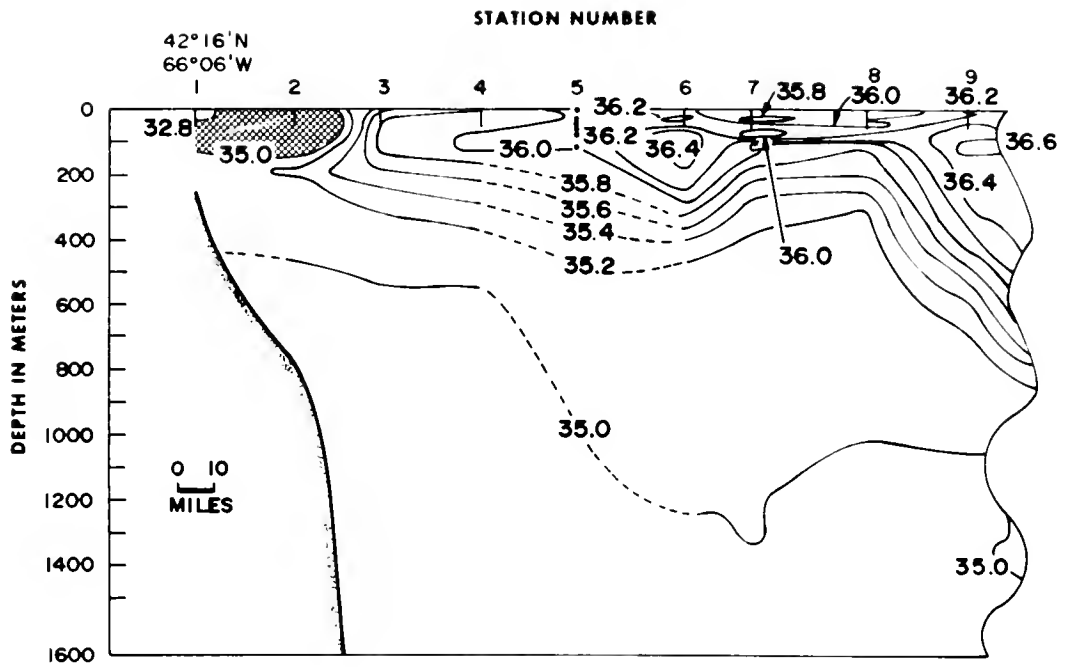 STATION NUMBER
42°16'N
66°06'W
1 2 3 4 5 6 7 8 9
36.2 35.8 36.0 36.2
0
32.8
35.0 36.0 36.2 36.4 36.6
200
35.8 36.4
35.6
400 35.4 36.0
35.2
600
800
1000 35.0
0 10
1200 MILES
1400 35.0
1600
DEPTH IN METERS